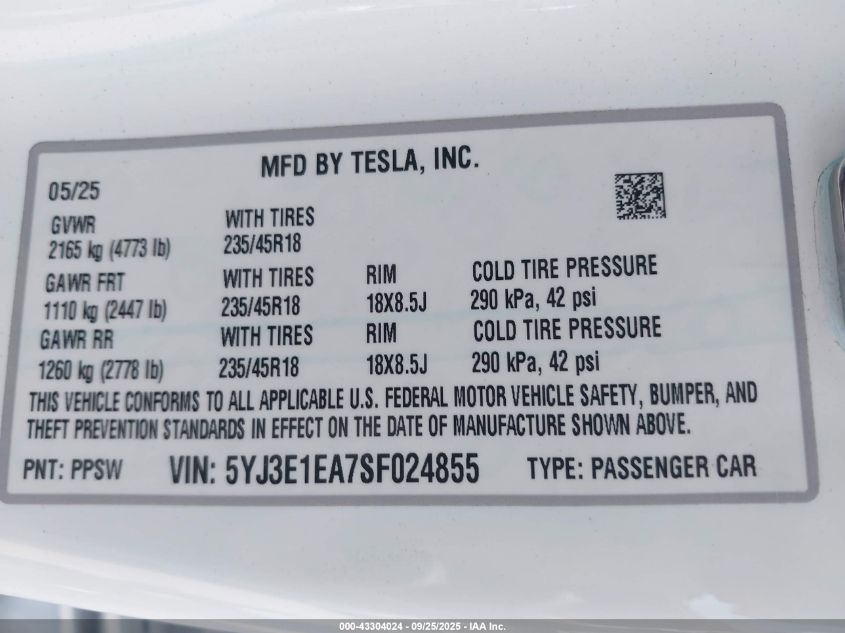 MFD BY TESLA, INC.
05/25
GVWR WITH TIRES
2165 kg (4773 lb) 235/45R18
GAWR FRT WITH TIRES RIM COLD TIRE PRESSURE
1110 kg (2447 lb) 235/45R18 18X8.5J 290 kPa, 42 psi
GAWR RR WITH TIRES RIM COLD TIRE PRESSURE
1260 kg (2778 lb) 235/45R18 18X8.5J 290 kPa, 42 psi
THIS VEHICLE CONFORMS TO ALL APPLICABLE U.S. FEDERAL MOTOR VEHICLE SAFETY, BUMPER, AND
THEFT PREVENTION STANDARDS IN EFFECT ON THE DATE OF MANUFACTURE SHOWN ABOVE.
PNT: PPSW VIN: 5YJ3E1EA7SF024855 TYPE: PASSENGER CAR
000-43304024 - 09/25/2025 - IAA Inc.